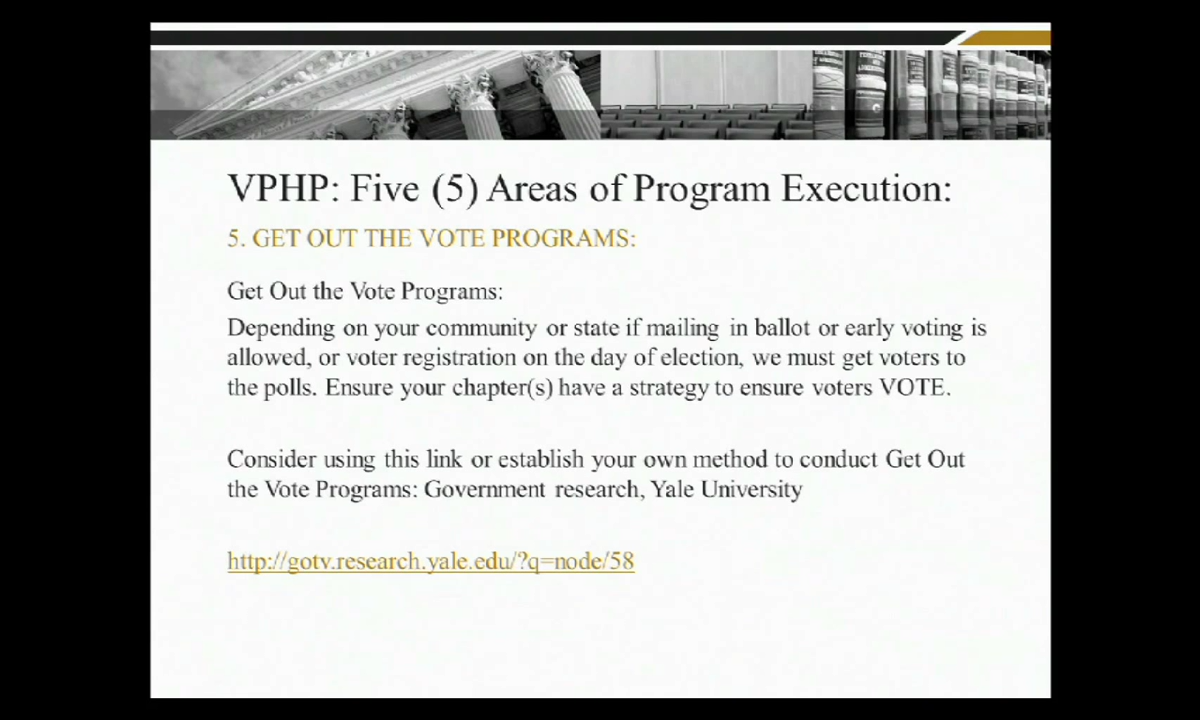 VPHP: Five (5) Areas of Program Execution:
5. GET OUT THE VOTE PROGRAMS:
Get Out the Vote Programs:
Depending on your community or state if mailing in ballot or early voting is
allowed, or voter registration on the day of election, we must get voters to
the polls. Ensure your chapter(s) have a strategy to ensure voters VOTE.
Consider using this link or establish your own method to conduct Get Out
the Vote Programs: Government research, Yale University
http://gotv.research.yale.edu/?q=node/58